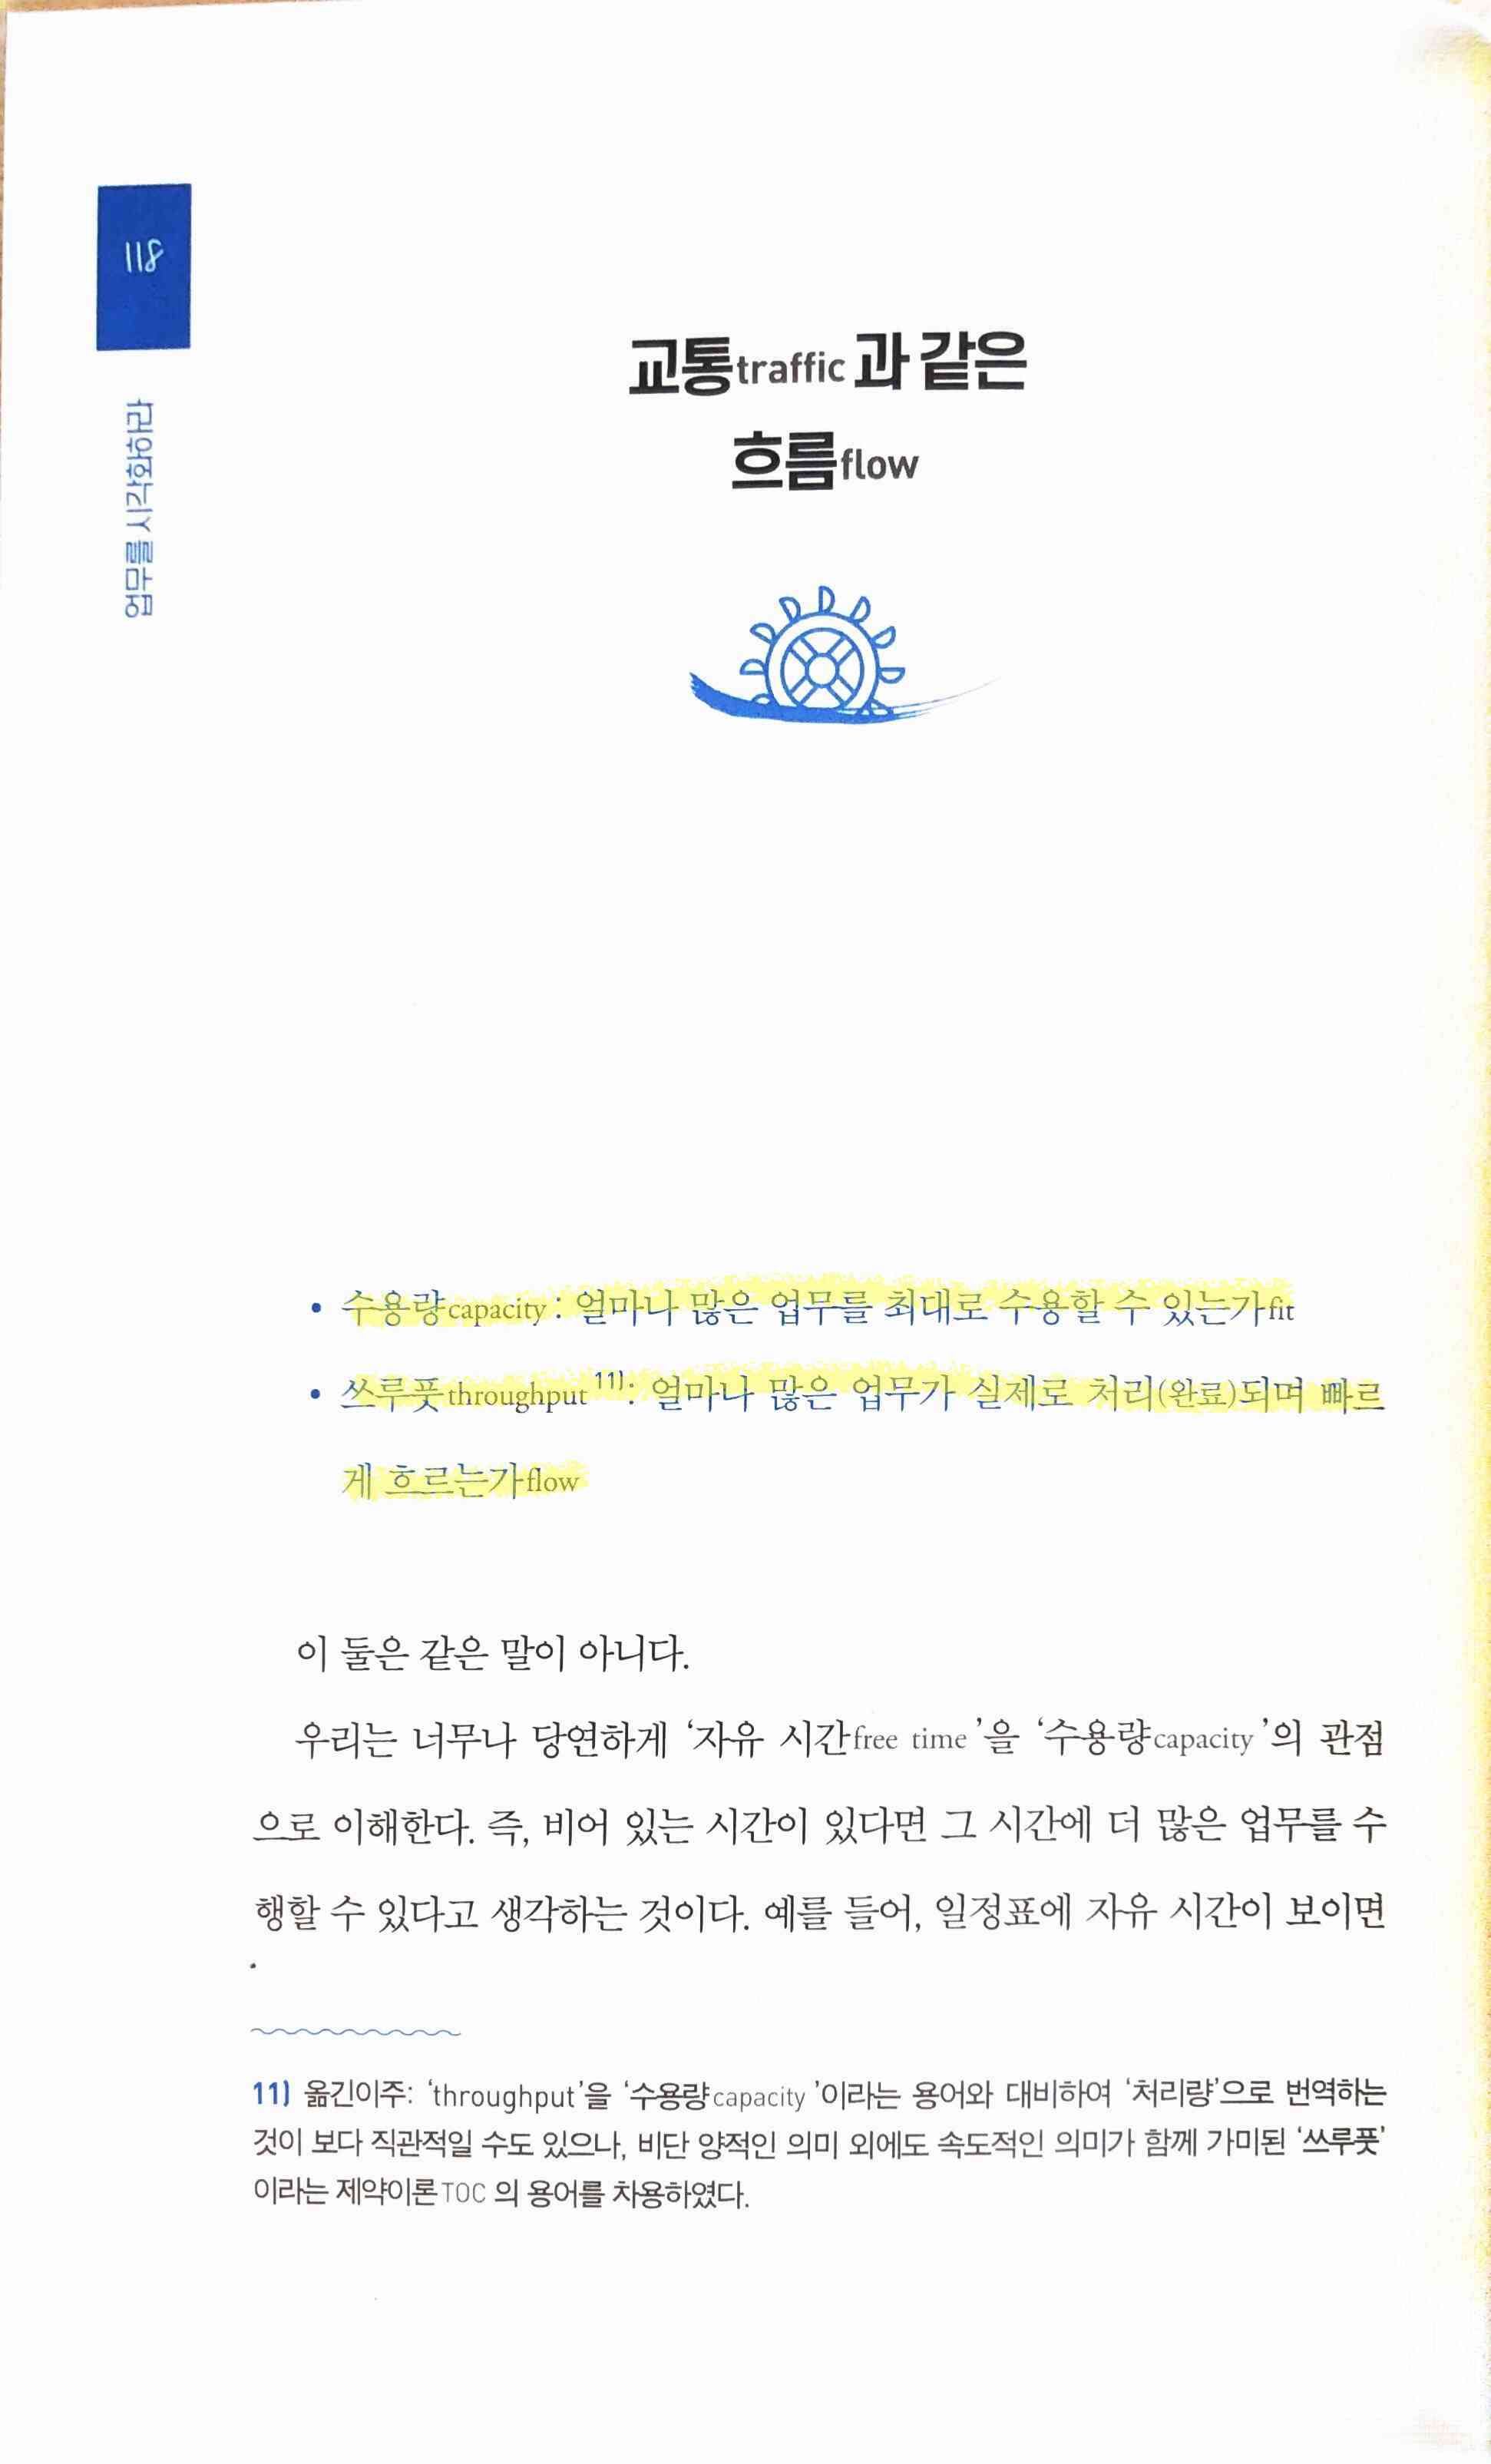 118
업무를 시각화하라
교통traffic과 같은
흐름flow
• 수용량capacity : 얼마나 많은 업무를 최대로 수용할 수 있는가fit
• 쓰루풋throughput 11): 얼마나 많은 업무가 실제로 처리(완료)되며 빠르
게 흐르는가flow
이 둘은 같은 말이 아니다.
우리는 너무나 당연하게 ‘자유 시간free time’을 ‘수용량capacity’의 관점
으로 이해한다. 즉, 비어 있는 시간이 있다면 그 시간에 더 많은 업무를 수
행할 수 있다고 생각하는 것이다. 예를 들어, 일정표에 자유 시간이 보이면
11) 옮긴이주: ‘throughput’을 ‘수용량capacity’이라는 용어와 대비하여 ‘처리량’으로 번역하는
것이 보다 직관적일 수도 있으나, 비단 양적인 의미 외에도 속도적인 의미가 함께 가미된 ‘쓰루풋’
이라는 제약이론TOC의 용어를 차용하였다.